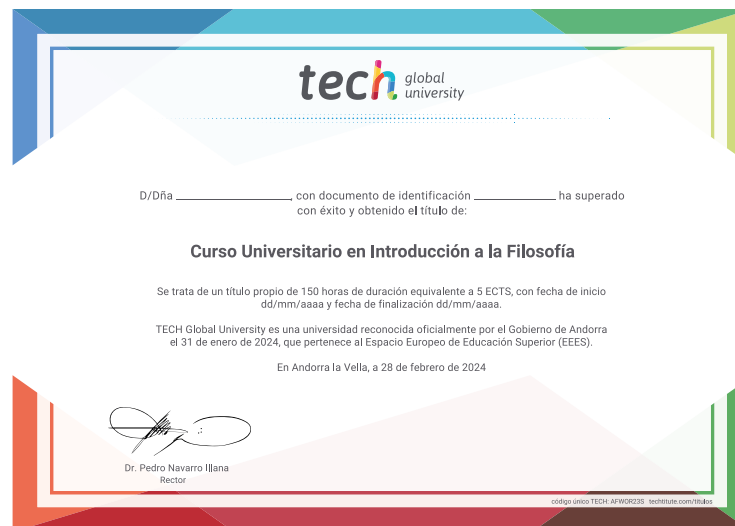 tech global university
D/Dña ____________, con documento de identificación ____________ ha superado
con éxito y obtenido el título de:
Curso Universitario en Introducción a la Filosofía
Se trata de un título propio de 150 horas de duración equivalente a 5 ECTS, con fecha de inicio
dd/mm/aaaa y fecha de finalización dd/mm/aaaa.
TECH Global University es una universidad reconocida oficialmente por el Gobierno de Andorra
el 31 de enero de 2024, que pertenece al Espacio Europeo de Educación Superior (EEES).
En Andorra la Vella, a 28 de febrero de 2024
Dr. Pedro Navarro Illana
Rector
código único TECH: AFWOR23S techtitute.com/titulos